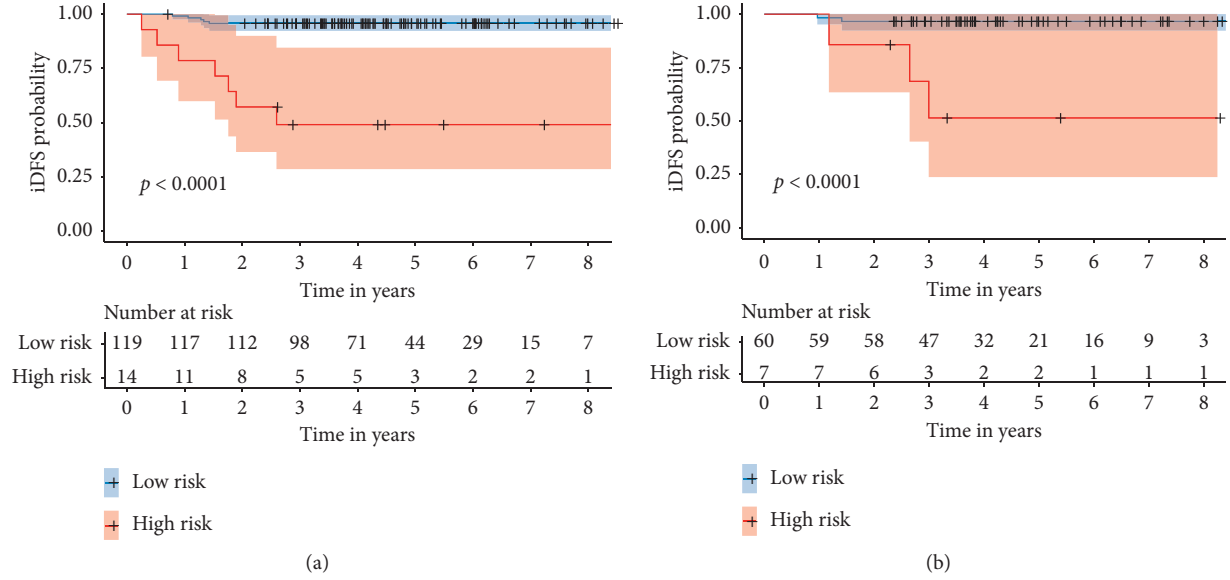 1.00
0.75
0.50
0.25
0.00
iDFS probability
p < 0.0001
0 1 2 3 4 5 6 7 8
Time in years
Number at risk
Low risk 119 117 112 98 71 44 29 15 7
High risk 14 11 8 5 5 3 2 2 1
0 1 2 3 4 5 6 7 8
Time in years
Low risk
High risk
(a)
1.00
0.75
0.50
0.25
0.00
iDFS probability
p < 0.0001
0 1 2 3 4 5 6 7 8
Time in years
Number at risk
Low risk 60 59 58 47 32 21 16 9 3
High risk 7 7 6 3 2 2 1 1 1
0 1 2 3 4 5 6 7 8
Time in years
Low risk
High risk
(b)